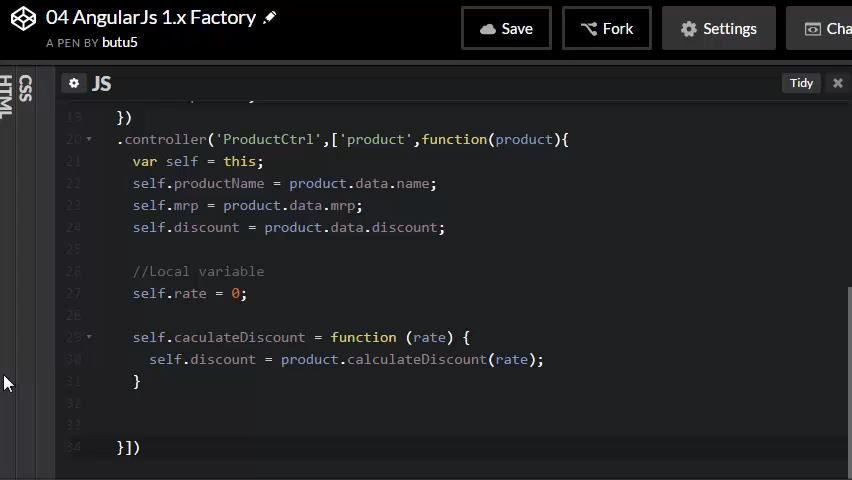 04 AngularJs 1.x Factory
A PEN BY butu5
Save
Fork
Settings
Cha
HTML
CSS
JS
Tidy
19 })
20 .controller('ProductCtrl',['product',function(product){
21 var self = this;
22 self.productName = product.data.name;
23 self.mrp = product.data.mrp;
24 self.discount = product.data.discount;
25
26 //Local variable
27 self.rate = 0;
28
29 self.caculateDiscount = function (rate) {
30 self.discount = product.calculateDiscount(rate);
31 }
32
33
34 }])